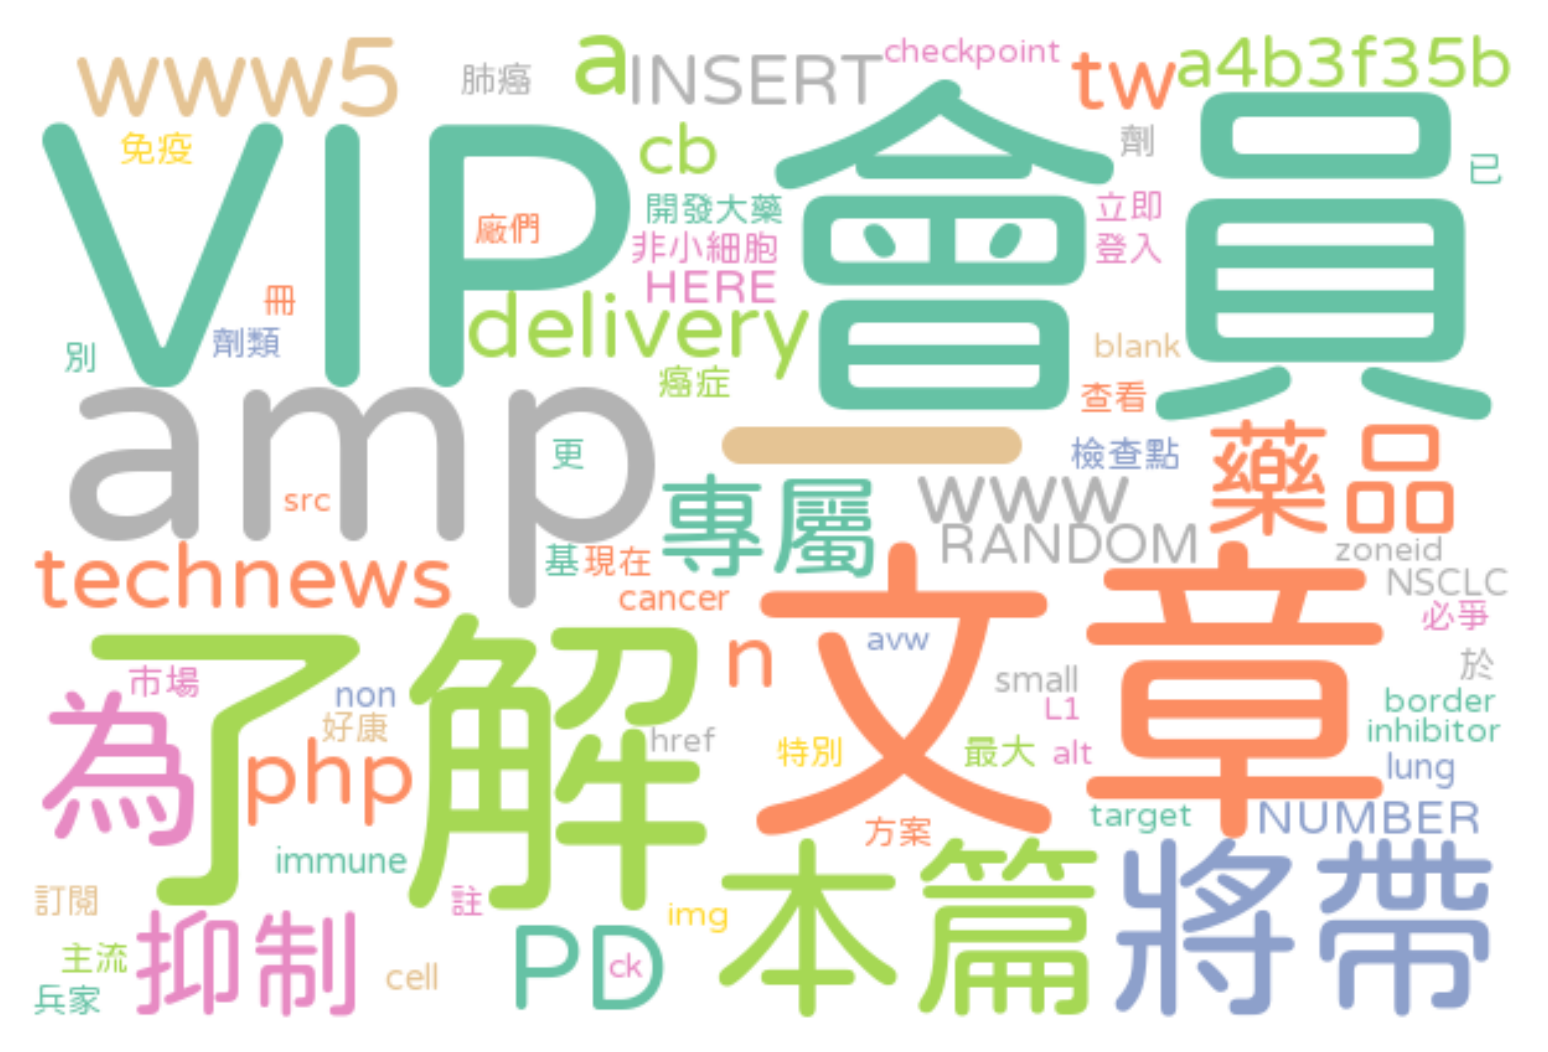 www5
肺癌
a
INSERT
checkpoint
tw
a4b3f35b
免疫
VIP
cb
會員
劑
已
廠們
開發大藥
立即
非小細胞
登入
冊
HERE
別
劑類
delivery
blank
癌症
查看
amp
一
更
檢查點
藥品
src
專屬
www
RANDOM
基
現在
zoneid
technews
cancer
文章
NSCLC
必爭
了解
n
avw
於
市場
non
small
為
好康
L1
border
php
href
特別
最大
alt
inhibitor
lung
target
NUMBER
方案
immune
本篇
將帶
訂閱
註
img
抑制
PD
ck
主流
cell
兵家